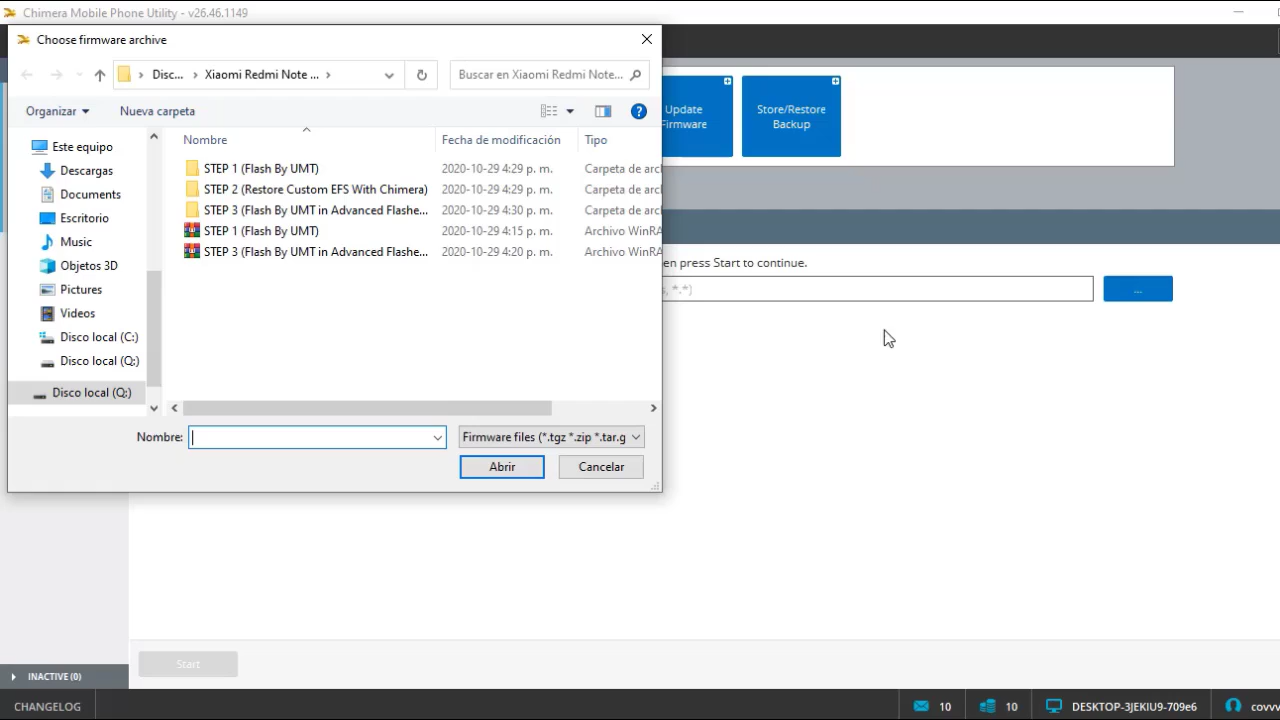 Chimera Mobile Phone Utility - v26.46.1149
Choose firmware archive
Disc...
Xiaomi Redmi Note ...
Buscar en Xiaomi Redmi Note...
Organizar
Nueva carpeta
Este equipo
Descargas
Documents
Escritorio
Music
Objetos 3D
Pictures
Videos
Disco local (C:)
Disco local (Q:)
Disco local (Q:)
Nombre Fecha de modificación Tipo
STEP 1 (Flash By UMT) 2020-10-29 4:29 p. m. Carpeta de arc
STEP 2 (Restore Custom EFS With Chimera) 2020-10-29 4:29 p. m. Carpeta de arc
STEP 3 (Flash By UMT in Advanced Flashe... 2020-10-29 4:30 p. m. Carpeta de arc
STEP 1 (Flash By UMT) 2020-10-29 4:15 p. m. Archivo WinRA
STEP 3 (Flash By UMT in Advanced Flashe... 2020-10-29 4:20 p. m. Archivo WinRA
Nombre:
Firmware files (*.tgz *.zip *.tar.g
Abrir
Cancelar
Update
Firmware
Store/Restore
Backup
en press Start to continue.
s, *.*)
...
Start
INACTIVE (0)
CHANGELOG
10
10
DESKTOP-3JEKIU9-709e6
covvv